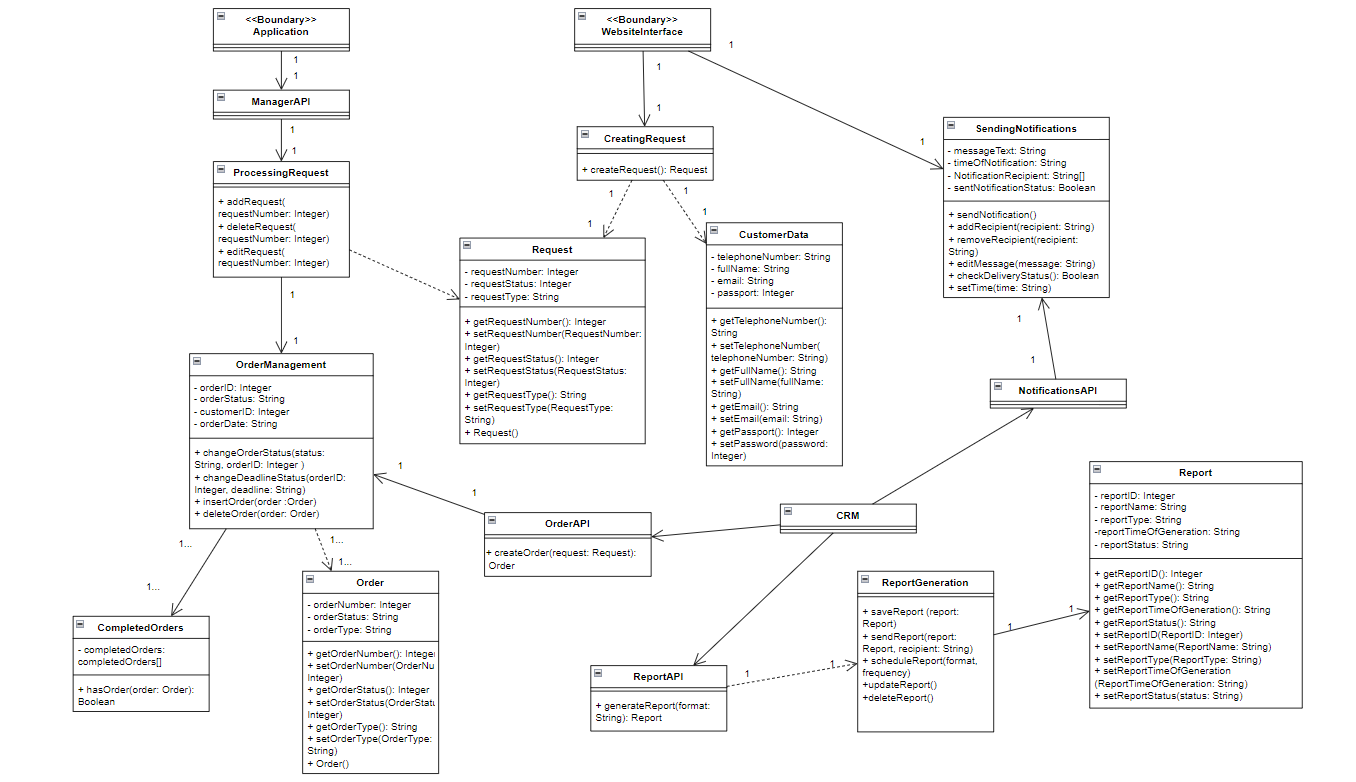 <<Boundary>>
Application
1
1
ManagerAPI
1
1
ProcessingRequest
+ addRequest(
requestNumber: Integer)
+ deleteRequest(
requestNumber: Integer)
+ editRequest(
requestNumber: Integer)
1
1
OrderManagement
- orderID: Integer
- orderStatus: String
- customerID: Integer
- orderDate: String
+ changeOrderStatus(status:
String, orderID: Integer )
+ changeDeadlineStatus(orderID:
Integer, deadline: String)
+ insertOrder(order :Order)
+ deleteOrder(order: Order)
1...
1...
1...
1...
CompletedOrders
- completedOrders:
completedOrders[]
+ hasOrder(order: Order):
Boolean
Order
- orderNumber: Integer
- orderStatus: String
- orderType: String
+ getOrderNumber(): Intege
+ setOrderNumber(OrderNu
Integer)
+ getOrderStatus(): Integer
+ setOrderStatus(OrderStatu
Integer)
+ getOrderType(): String
+ setOrderType(OrderType:
String)
+ Order()
<<Boundary>>
WebsiteInterface
1
1
1
1
CreatingRequest
+ createRequest(): Request
1
1
1
1
Request
- requestNumber: Integer
- requestStatus: Integer
- requestType: String
+ getRequestNumber(): Integer
+ setRequestNumber(RequestNumber:
Integer)
+ getRequestStatus(): Integer
+ setRequestStatus(RequestStatus:
Integer)
+ getRequestType(): String
+ setRequestType(RequestType:
String)
+ Request()
CustomerData
- telephoneNumber: String
- fullName: String
- email: String
- passport: Integer
+ getTelephoneNumber():
String
+ setTelephoneNumber(
telephoneNumber: String)
+ getFullName(): String
+ setFullName(fullName:
String)
+ getEmail(): String
+ setEmail(email: String)
+ getPassport(): Integer
+ setPassword(password:
Integer)
SendingNotifications
- messageText: String
- timeOfNotification: String
- NotificationRecipient: String[]
- sentNotificationStatus: Boolean
+ sendNotification()
+ addRecipient(recipient: String)
+ removeRecipient(recipient:
String)
+ editMessage(message: String)
+ checkDeliveryStatus(): Boolean
+ setTime(time: String)
1
1
NotificationsAPI
CRM
1
1
OrderAPI
+ createOrder(request: Request):
Order
ReportAPI
+ generateReport(format:
String): Report
1
1
ReportGeneration
+ saveReport (report:
Report)
+ sendReport(report:
Report, recipient: String)
+ scheduleReport(format,
frequency)
+updateReport()
+deleteReport()
1
1
Report
- reportID: Integer
- reportName: String
- reportType: String
-reportTimeOfGeneration: String
- reportStatus: String
+ getReportID(): Integer
+ getReportName(): String
+ getReportType(): String
+ getReportTimeOfGeneration(): String
+ getReportStatus(): String
+ setReportID(ReportID: Integer)
+ setReportName(ReportName: String)
+ setReportType(ReportType: String)
+ setReportTimeOfGeneration
(ReportTimeOfGeneration: String)
+ setReportStatus(status: String)